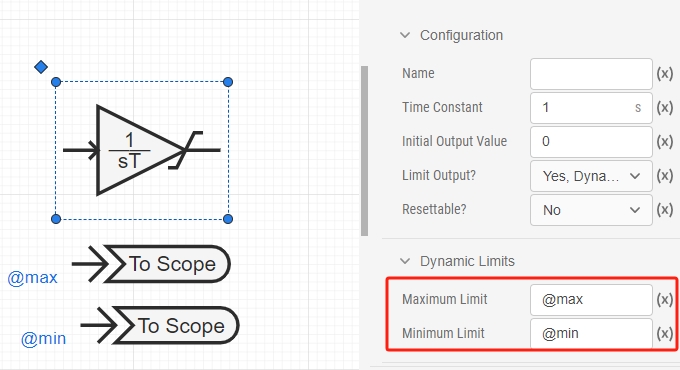 1
sT
To Scope
@max
To Scope
@min
Configuration
Name (x)
Time Constant 1 s (x)
Initial Output Value 0 (x)
Limit Output? Yes, Dyna... (x)
Resettable? No (x)
Dynamic Limits
Maximum Limit @max (x)
Minimum Limit @min (x)